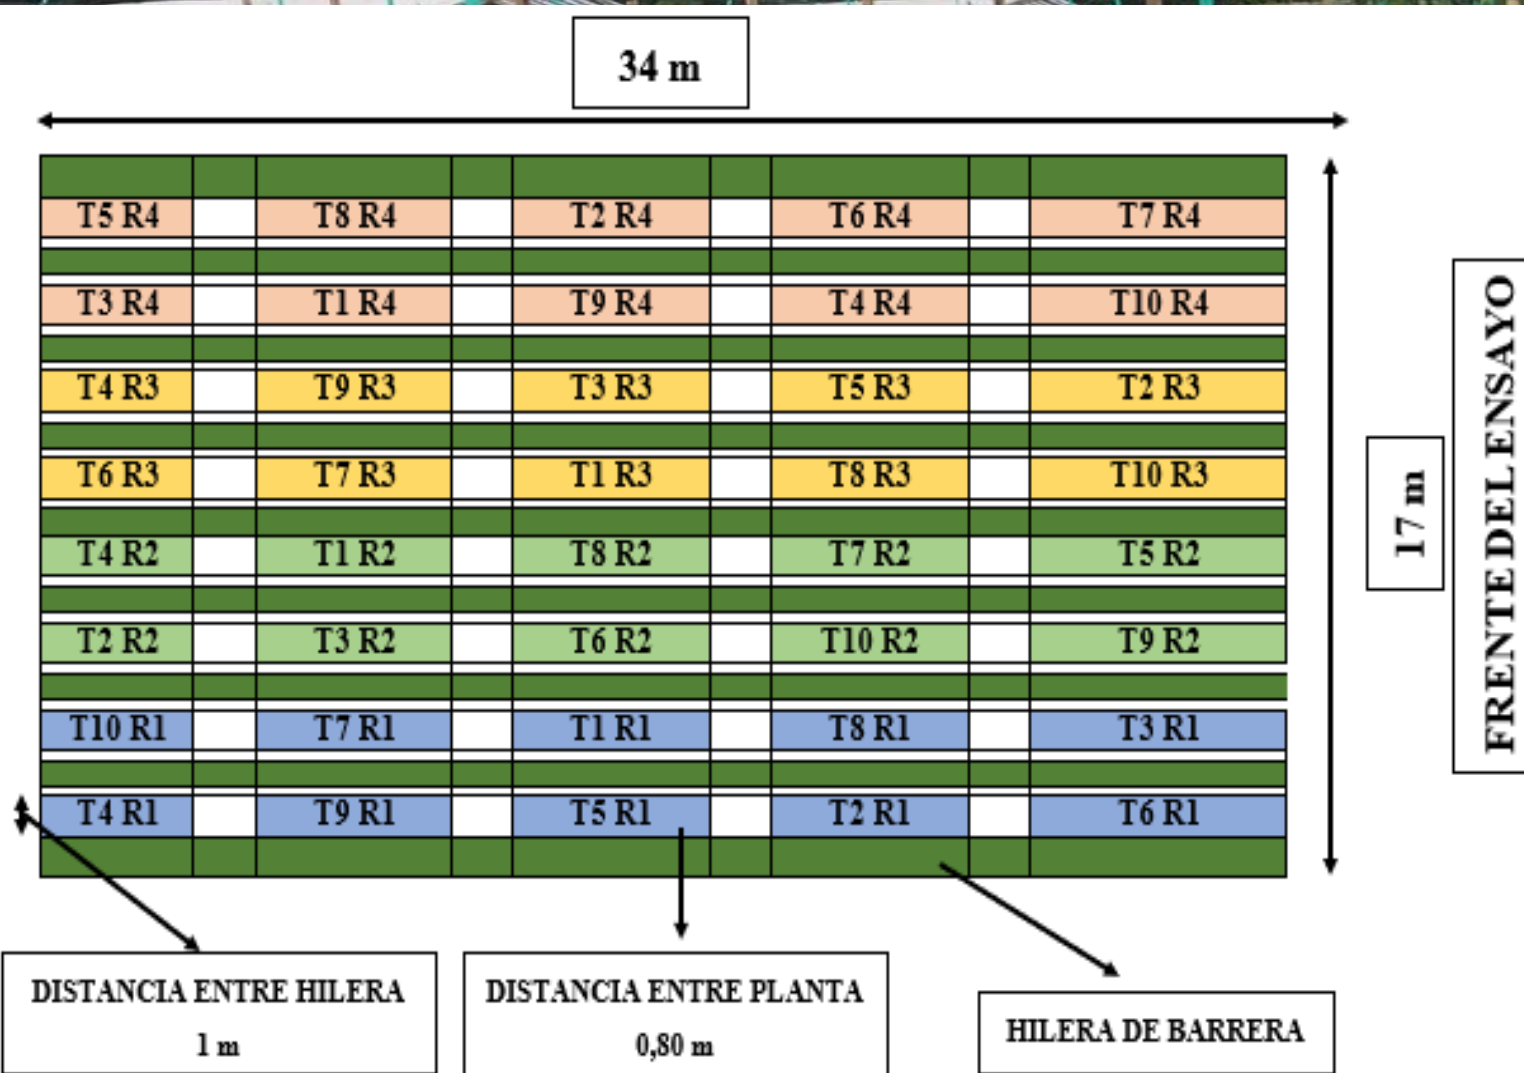 34 m
T5 R4 T8 R4 T2 R4 T6 R4 T7 R4
T3 R4 T1 R4 T9 R4 T4 R4 T10 R4
T4 R3 T9 R3 T3 R3 T5 R3 T2 R3
T6 R3 T7 R3 T1 R3 T8 R3 T10 R3
T4 R2 T1 R2 T8 R2 T7 R2 T5 R2
T2 R2 T3 R2 T6 R2 T10 R2 T9 R2
T10 R1 T7 R1 T1 R1 T8 R1 T3 R1
T4 R1 T9 R1 T5 R1 T2 R1 T6 R1
17 m
FRENTE DEL ENSAYO
DISTANCIA ENTRE HILERA
1 m
DISTANCIA ENTRE PLANTA
0,80 m
HILERA DE BARRERA